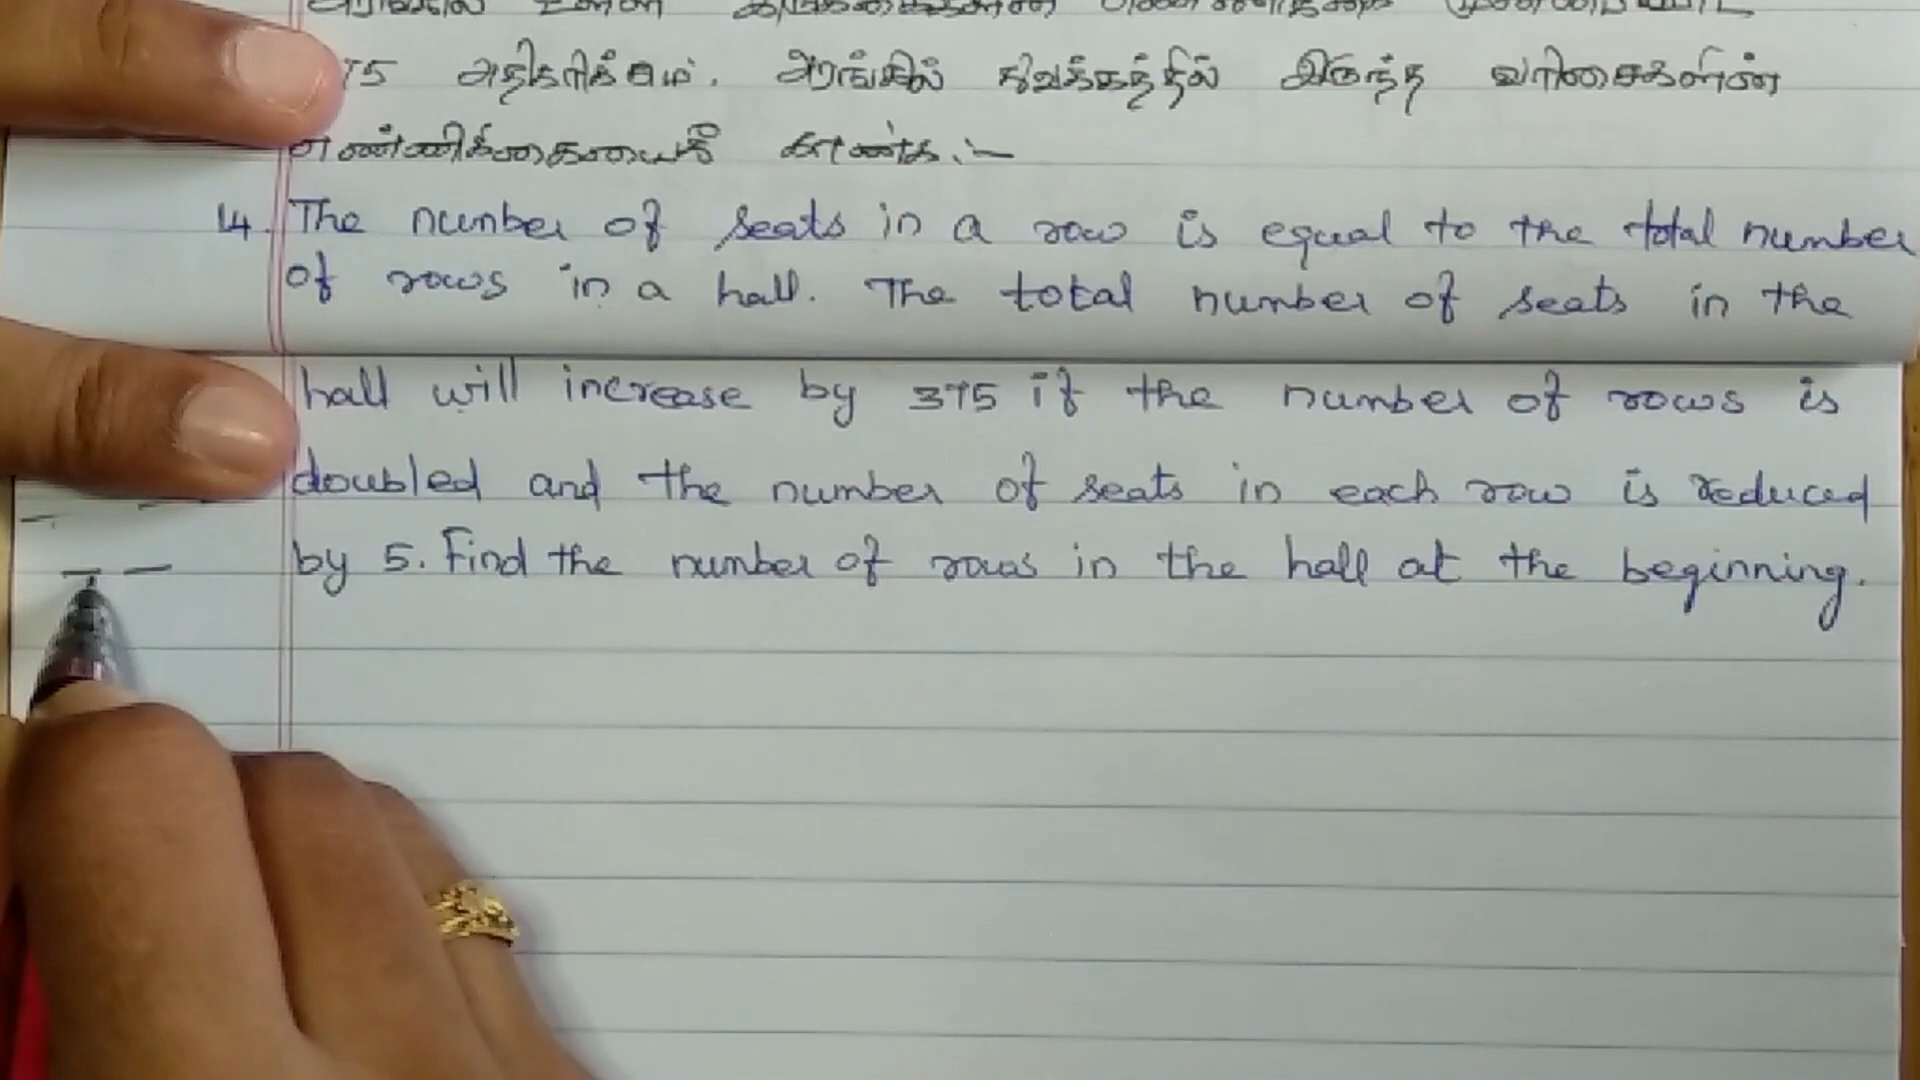 75 அதிகரிக்கும். அரங்கில் துவக்கத்தில் இருந்த வரிசைகளின்
எண்ணிக்கையைக் காண்க :-
14. The number of seats in a row is equal to the total number
of rows in a hall. The total number of seats in the
hall will increase by 375 if the number of rows is
doubled and the number of seats in each row is reduced
by 5. Find the number of rows in the hall at the beginning.